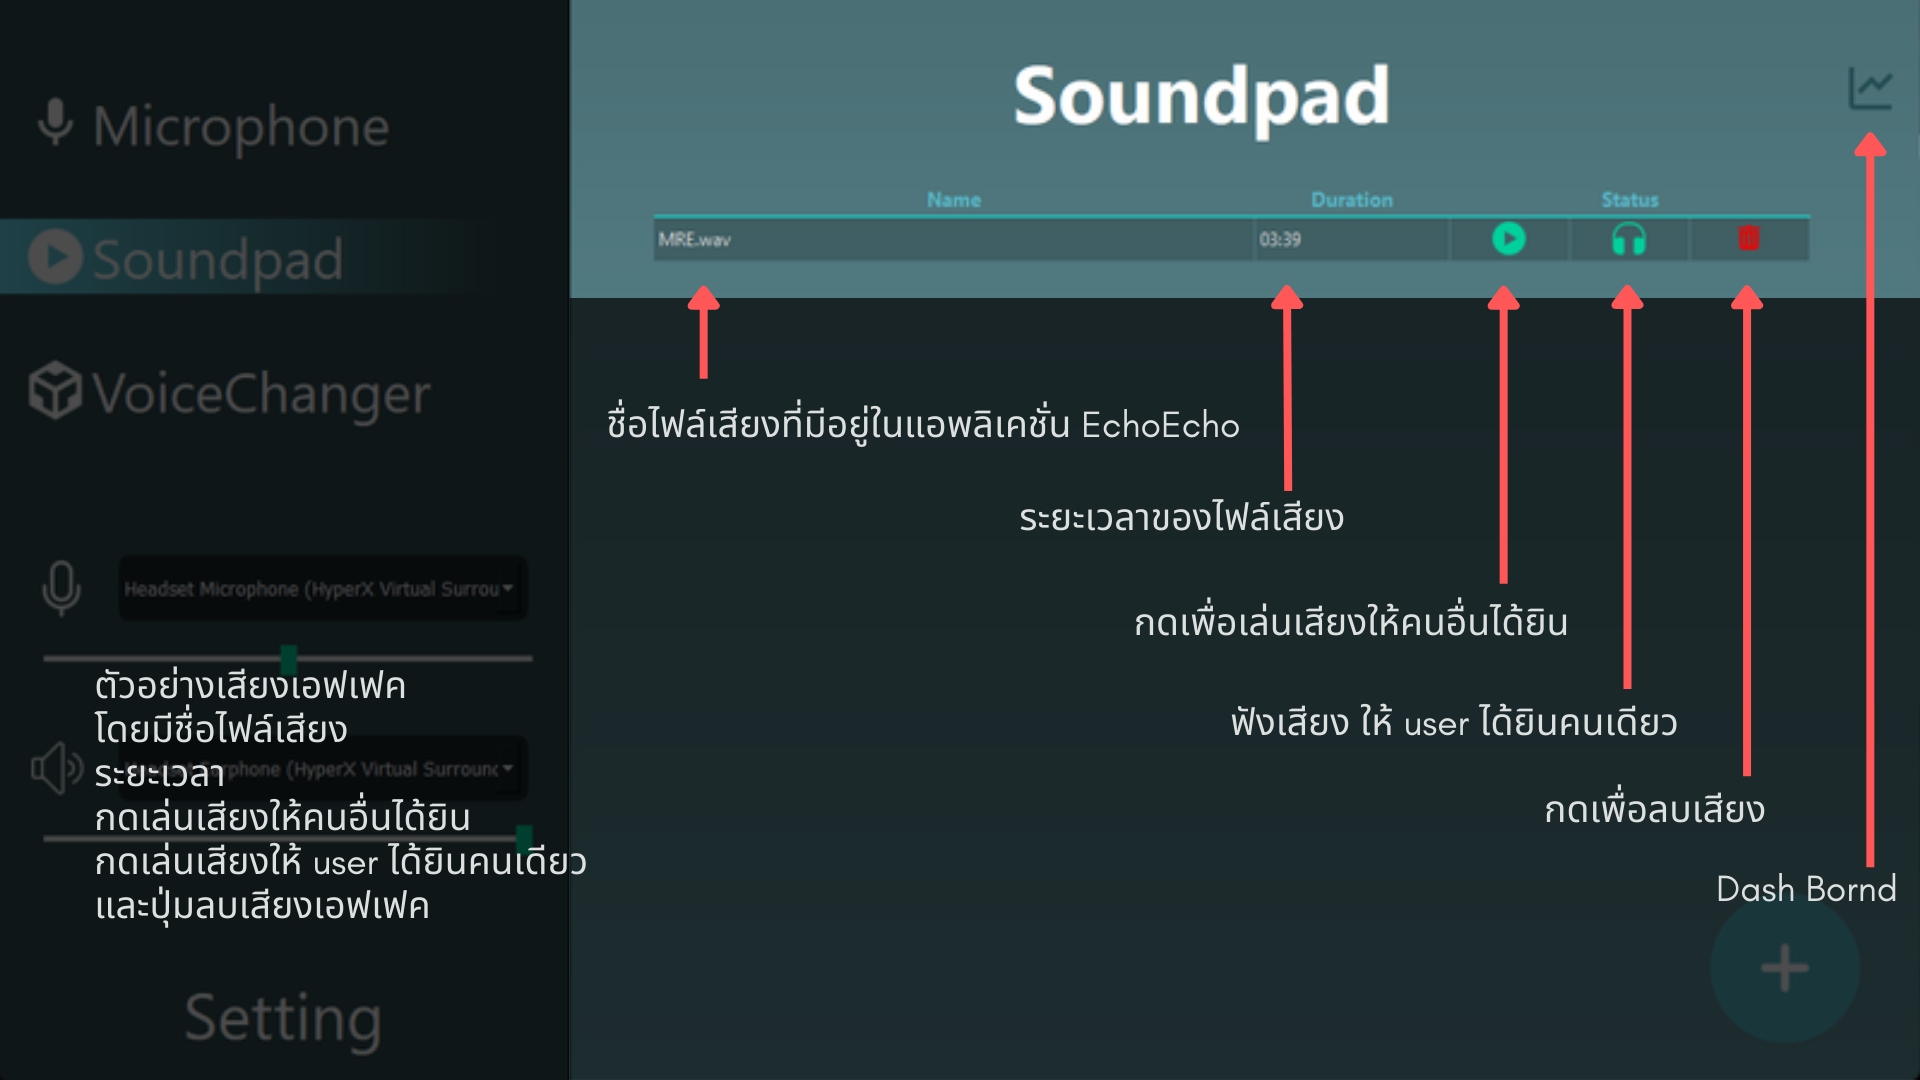 Microphone
Soundpad
VoiceChanger
Headset Microphone (HyperX Virtual Surrou
ตัวอย่างเสียงเอฟเฟค
โดยมีชื่อไฟล์เสียง
ระยะเวลา
Headset Earphone (HyperX Virtual Surround
กดเล่นเสียงให้คนอื่นได้ยิน
กดเล่นเสียงให้ user ได้ยินคนเดียว
และปุ่มลบเสียงเอฟเฟค
Setting
Soundpad
Name Duration Status
MRE.wav 03:39
ชื่อไฟล์เสียงที่มีอยู่ในแอพลิเคชั่น EchoEcho
ระยะเวลาของไฟล์เสียง
กดเพื่อเล่นเสียงให้คนอื่นได้ยิน
ฟังเสียง ให้ user ได้ยินคนเดียว
กดเพื่อลบเสียง
Dash Bornd